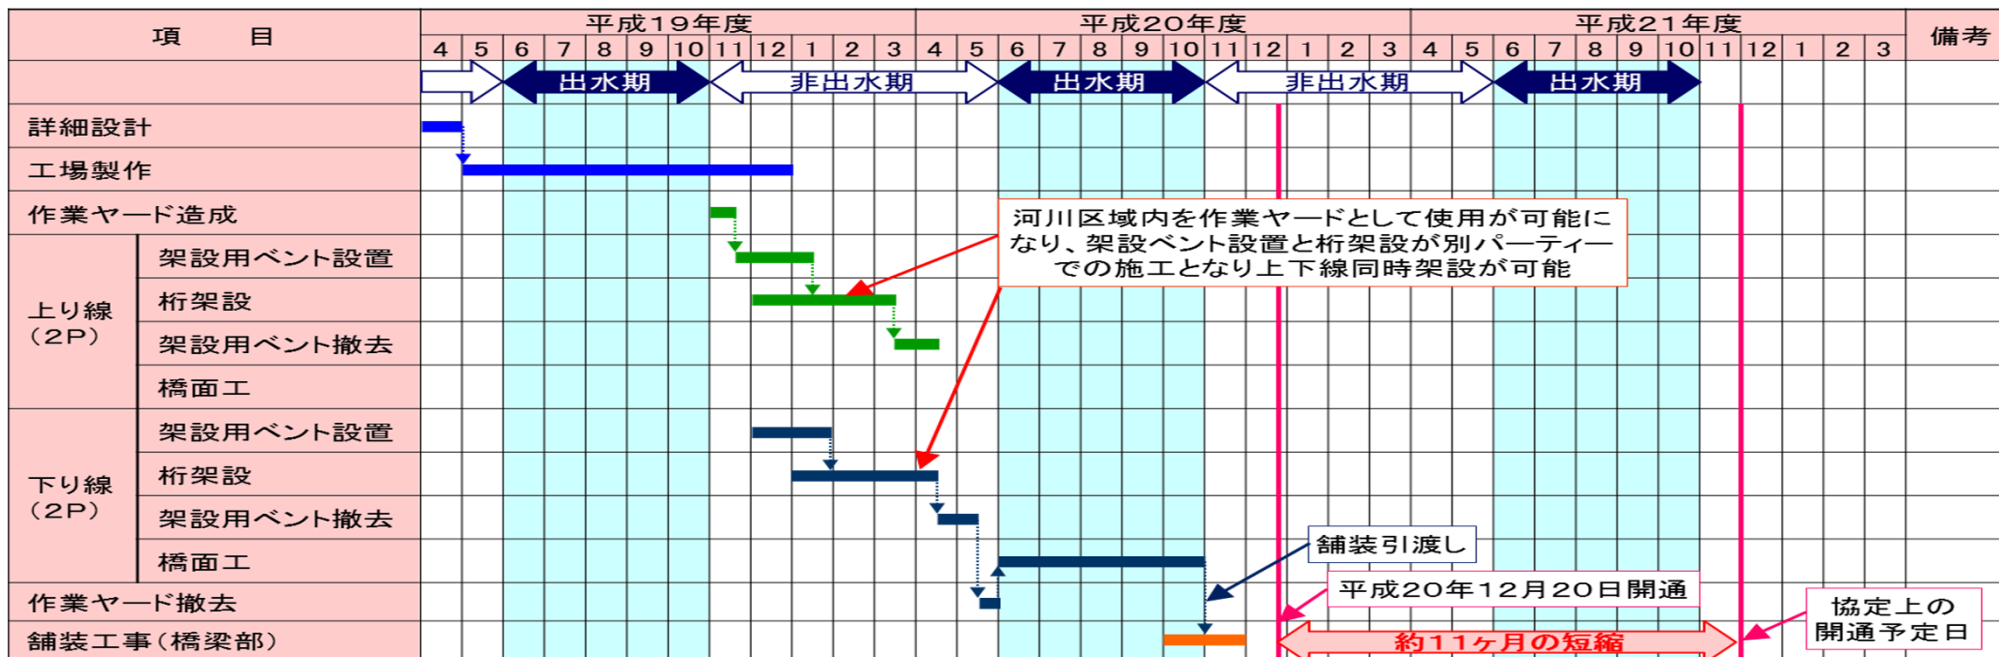 項　目 平成19年度 平成20年度 平成21年度 備考
4 5 6 7 8 9 10 11 12 1 2 3 4 5 6 7 8 9 10 11 12 1 2 3 4 5 6 7 8 9 10 11 12 1 2 3
出水期 非出水期 出水期 非出水期 出水期
詳細設計
工場製作
作業ヤード造成
上り線
(2P)
架設用ベント設置
桁架設
架設用ベント撤去
橋面工
河川区域内を作業ヤードとして使用が可能に
なり、架設ベント設置と桁架設が別パーティー
での施工となり上下線同時架設が可能
下り線
(2P)
架設用ベント設置
桁架設
架設用ベント撤去
橋面工
舗装引渡し
作業ヤード撤去
平成20年12月20日開通
舗装工事(橋梁部)
約11ヶ月の短縮
協定上の
開通予定日